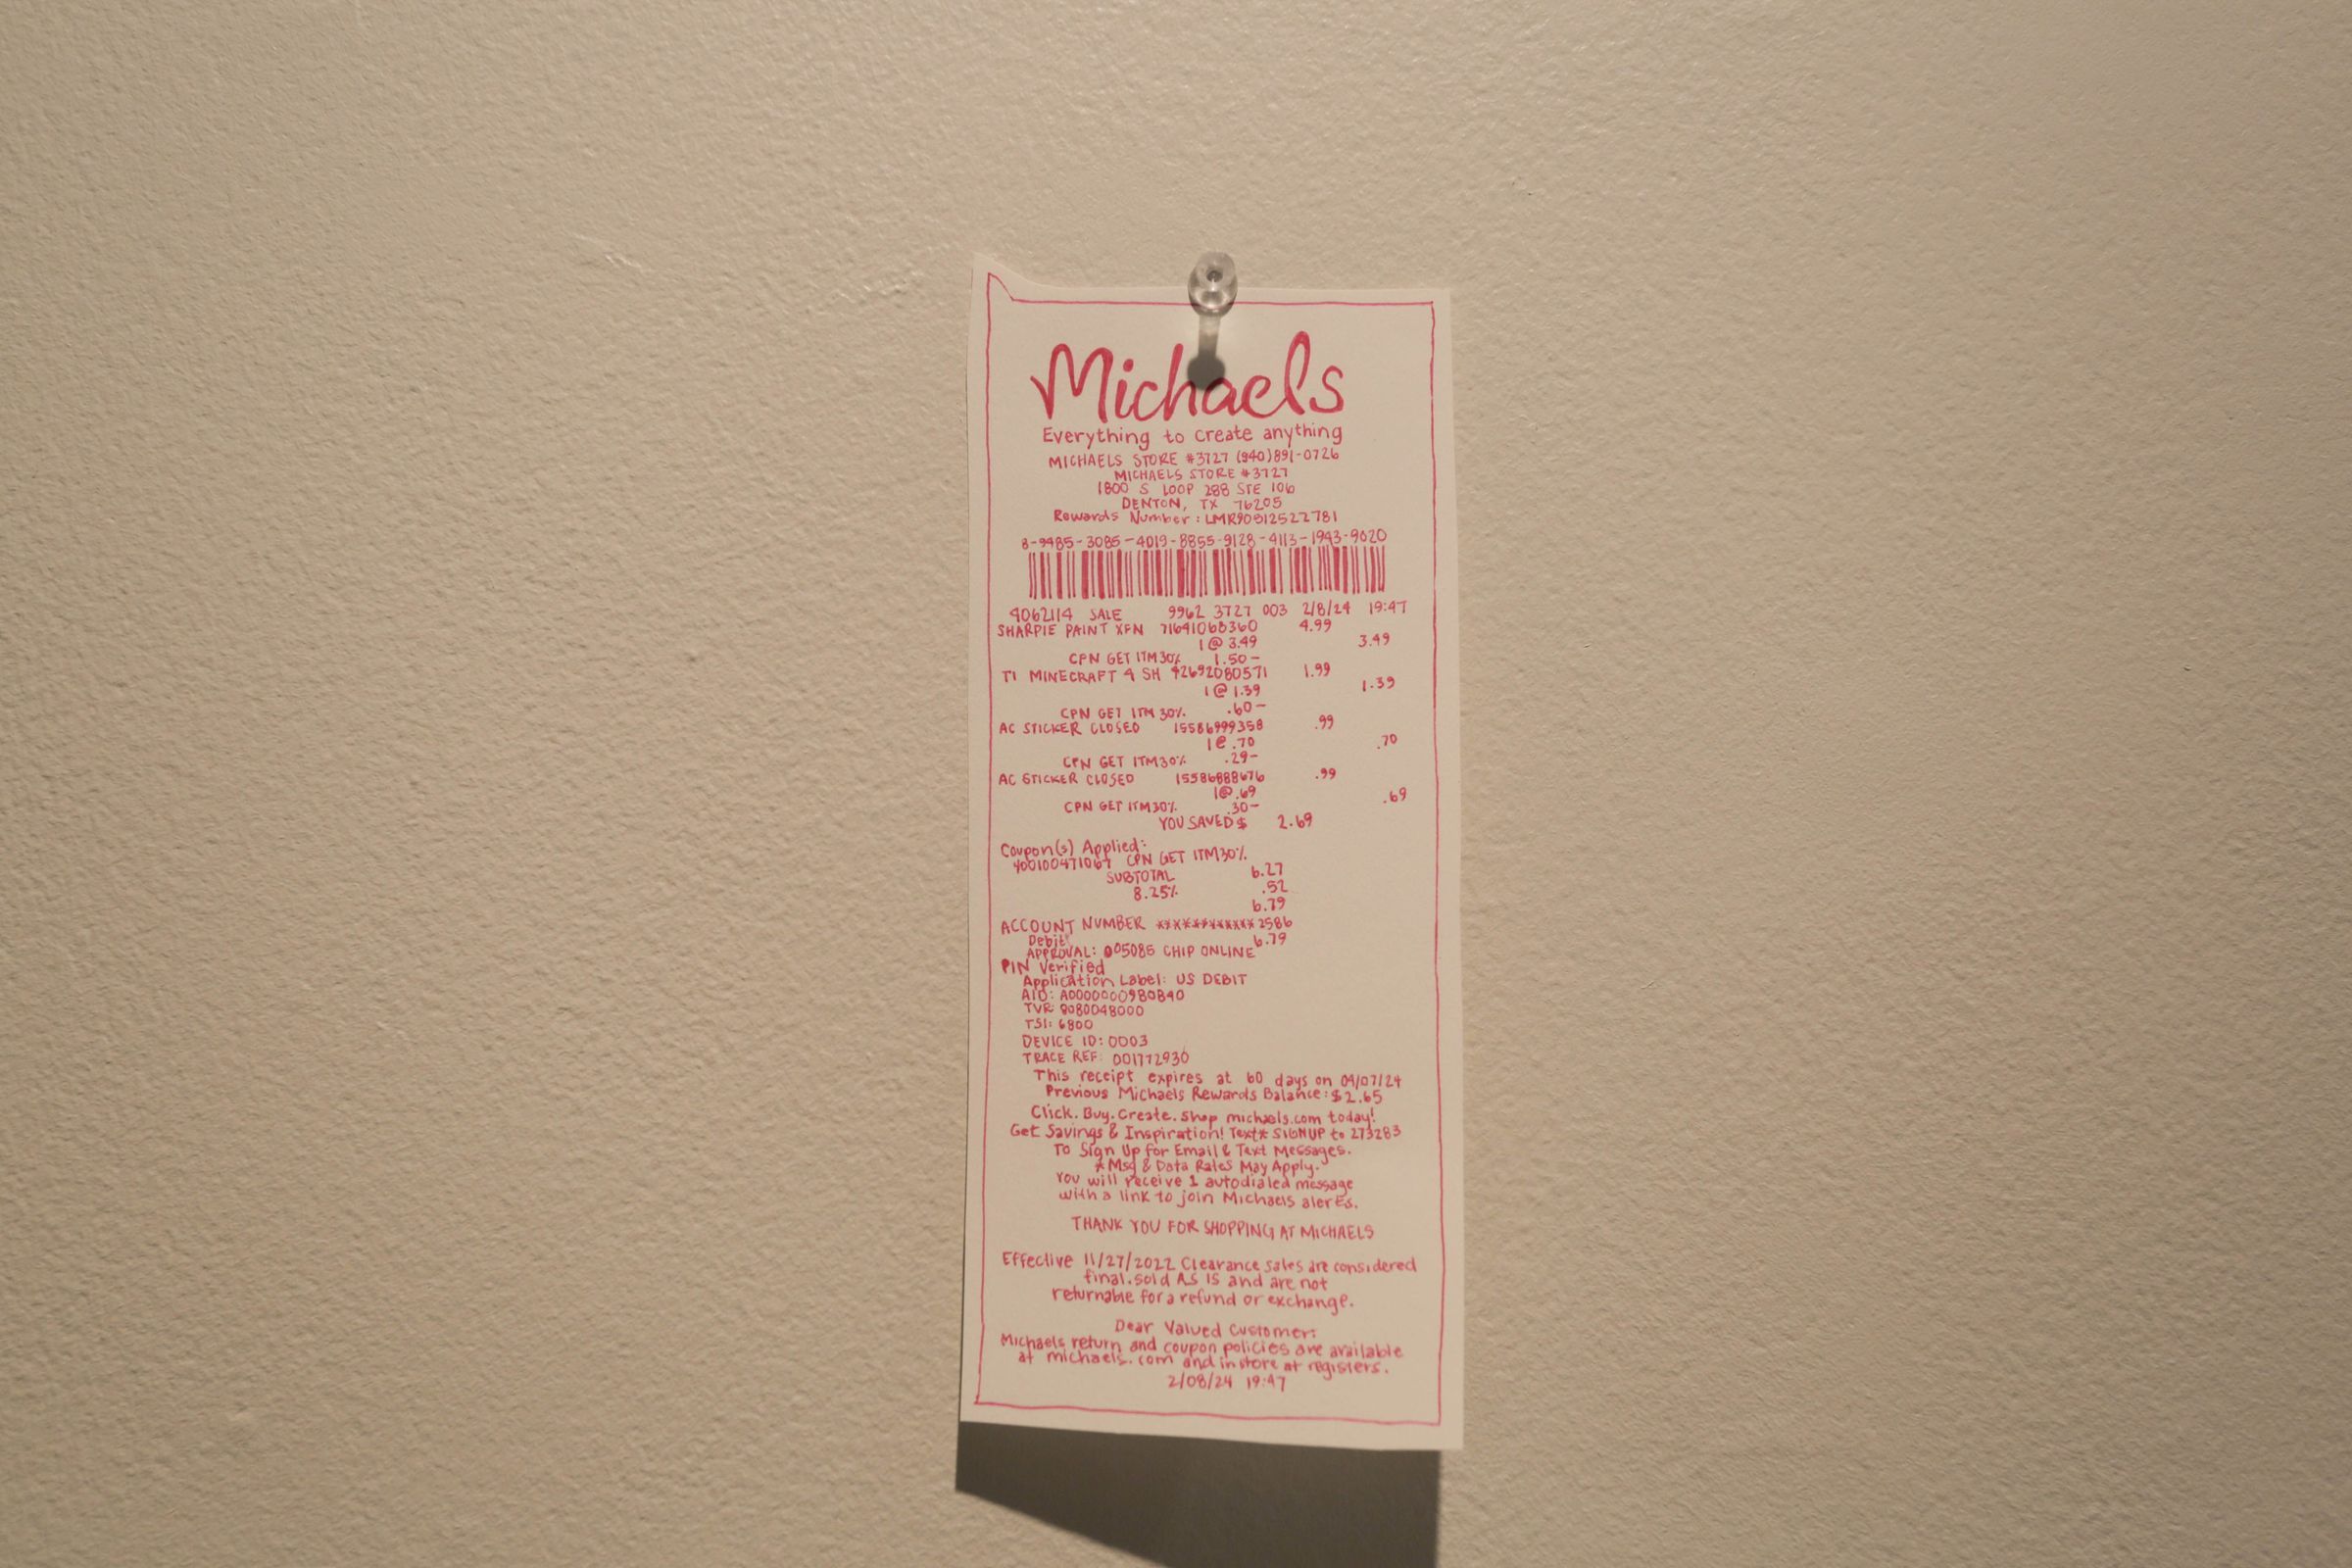 Michaels
Everything to create anything
MICHAELS STORE #3727 (940)891-0726
MICHAELS STORE #3727
1800 S LOOP 288 STE 106
DENTON, TX 76205
Rewards Number: LMR90512522781
8-9485-3085-4019-8855-9128-4113-1943-9020
4062114 SALE 9962 3727 003 2/8/24 19:47
SHARPIE PAINT XFN 71641068360 4.99
1 @ 3.49 3.49
CPN GET ITM30% 1.50-
TI MINECRAFT 4 SH 42692080571 1.99
1 @ 1.39 1.39
CPN GET ITM 30% .60-
AC STICKER CLOSED 15586999358 .99
1 @ .70 .70
CPN GET ITM30% .29-
AC STICKER CLOSED 15586888676 .99
1@.69 .69
CPN GET ITM30% .30-
YOU SAVED $ 2.69
Coupon(s) Applied:
400100471067 CPN GET ITM30%
SUBTOTAL 6.27
8.25% .52
6.79
ACCOUNT NUMBER ************2586
Debit 6.79
APPROVAL: 005085 CHIP ONLINE
PIN Verified
Application Label: US DEBIT
AID: A0000000980840
TVR: 8080048000
TSI: 6800
DEVICE ID: 0003
TRACE REF: 001772930
This receipt expires at 60 days on 04/07/24
Previous Michaels Rewards Balance: $2.65
Click. Buy. Create. Shop michaels.com today!
Get Savings & Inspiration! Text* SIGNUP to 273283
To Sign Up for Email & Text Messages.
*Msg & Data Rates May Apply.
You will receive 1 autodialed message
with a link to join Michaels alerts.
THANK YOU FOR SHOPPING AT MICHAELS
Effective 11/27/2022 Clearance sales are considered
final. sold AS IS and are not
returnable for a refund or exchange.
Dear Valued Customer:
Michaels return and coupon policies are available
at michaels.com and in store at registers.
2/08/24 19:47